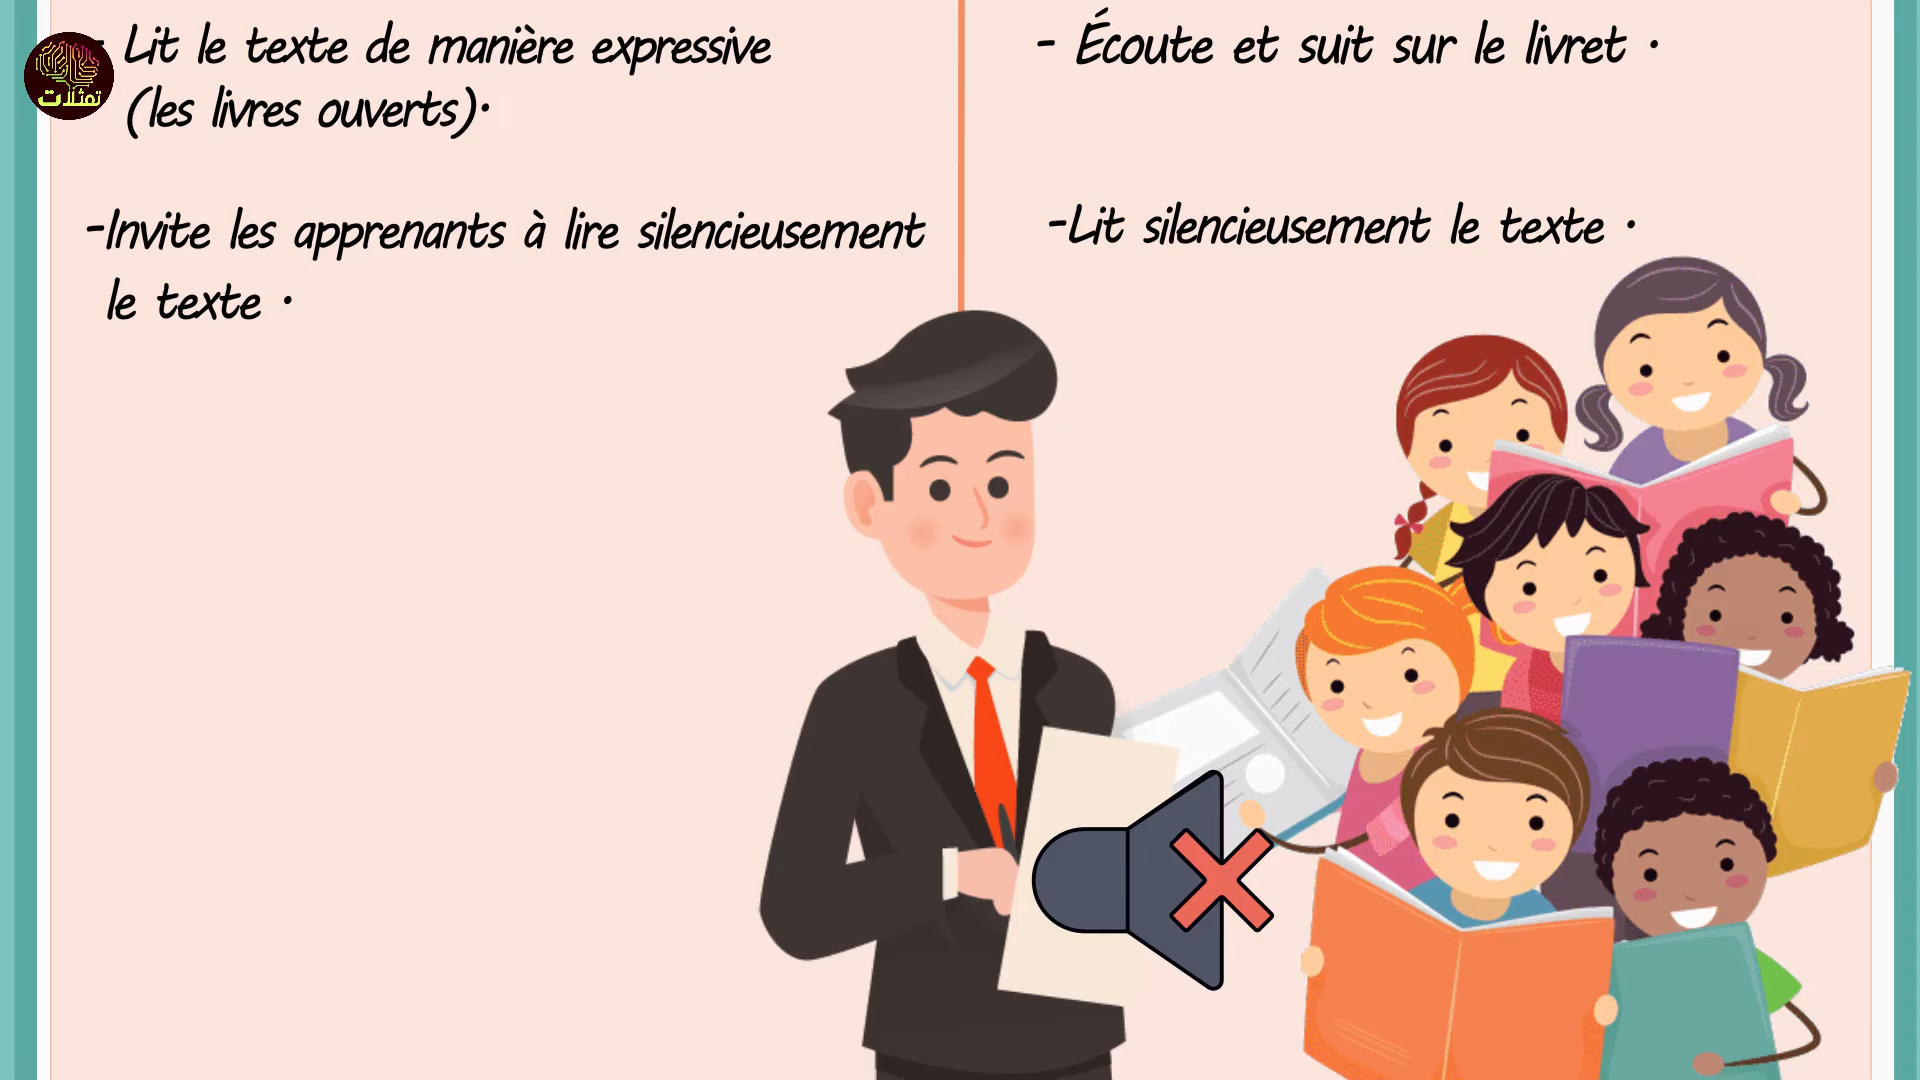 - Lit le texte de manière expressive
(les livres ouverts).
-Invite les apprenants à lire silencieusement
le texte .
- Écoute et suit sur le livret .
-Lit silencieusement le texte .
تمثلات